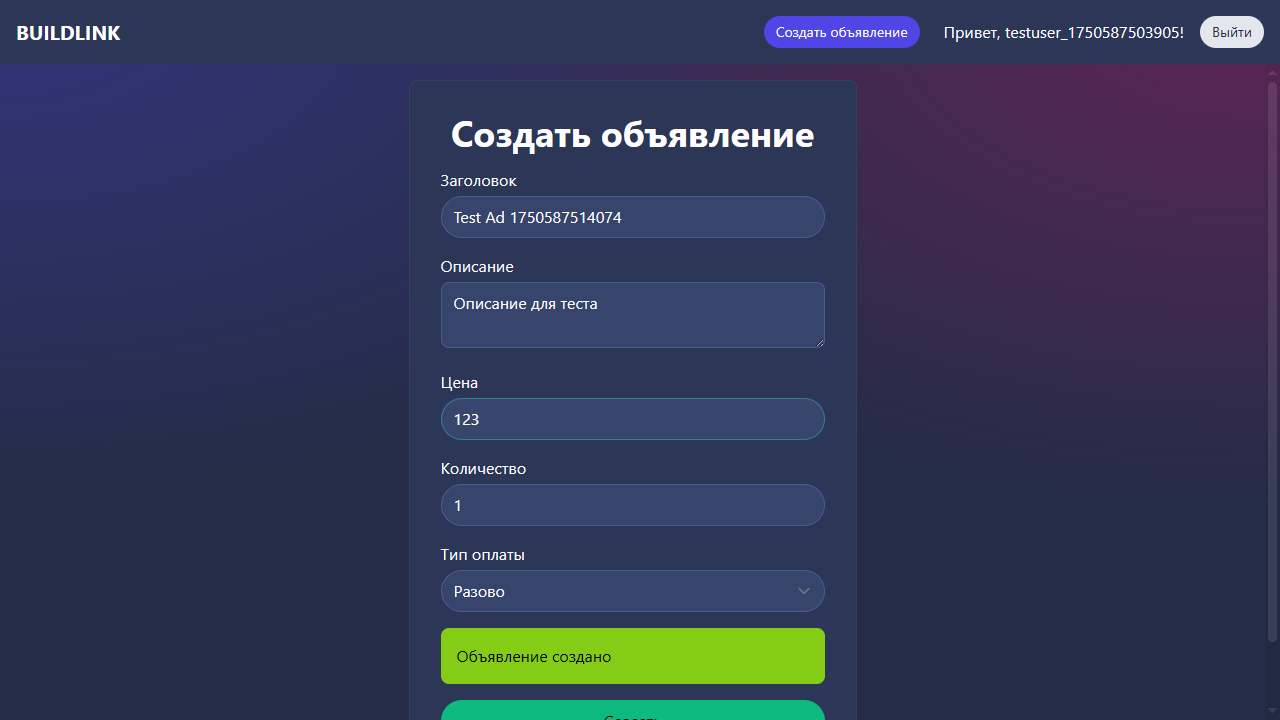 BUILDLINK
Создать объявление
Привет, testuser_1750587503905!
Выйти
Создать объявление
Заголовок
Test Ad 1750587514074
Описание
Описание для теста
Цена
123
Количество
1
Тип оплаты
Разово
Объявление создано
Создать